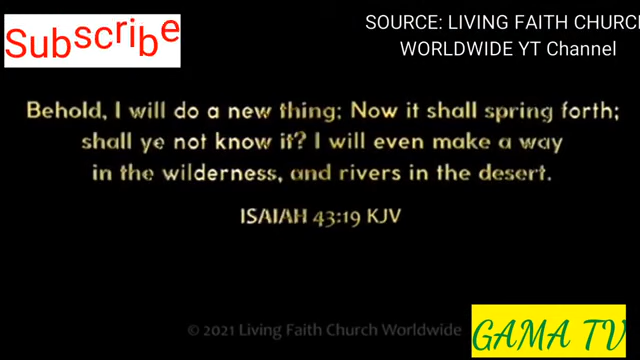 Subscribe
SOURCE: LIVING FAITH CHURC
WORLDWIDE YT Channel
Behold, I will do a new thing; Now it shall spring forth;
shall ye not know it? I will even make a way
in the wilderness, and rivers in the desert.
ISAIAH 43:19 KJV
© 2021 Living Faith Church Worldwide
GAMA TV